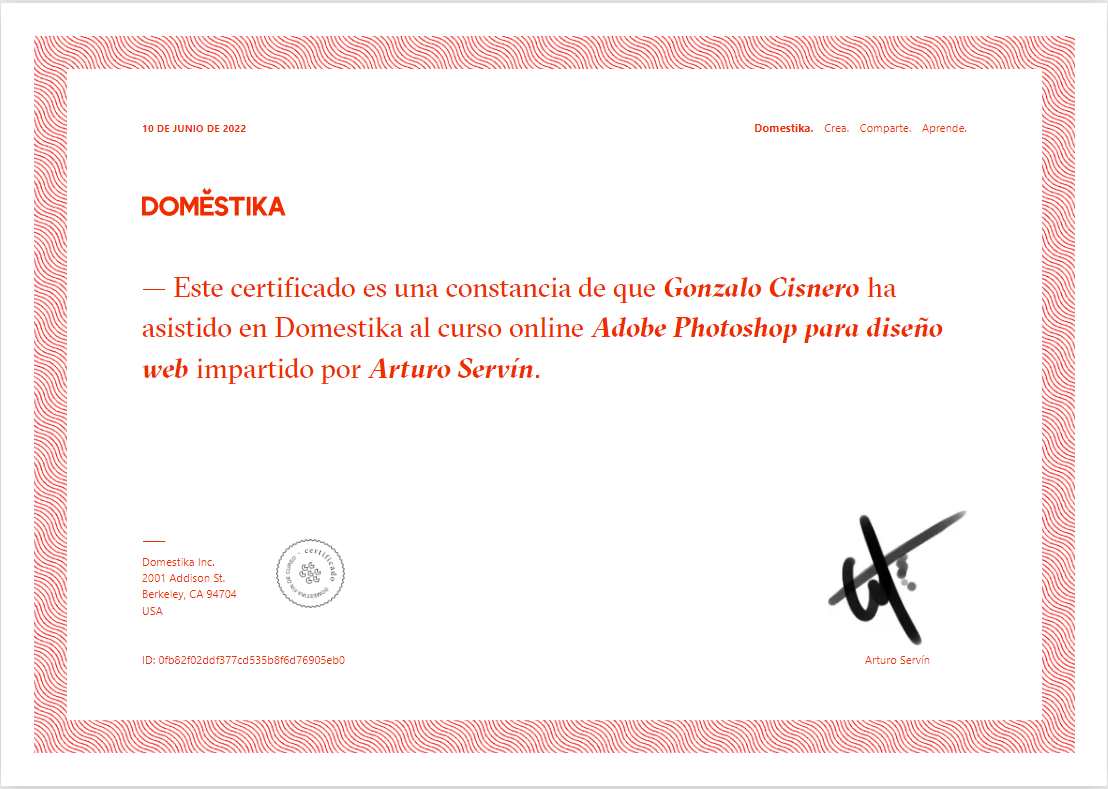 10 DE JUNIO DE 2022
Domestika. Crea. Comparte. Aprende.
DOMĔSTIKA
— Este certificado es una constancia de que Gonzalo Cisnero ha
asistido en Domestika al curso online Adobe Photoshop para diseño
web impartido por Arturo Servín.
Domestika Inc.
2001 Addison St.
Berkeley, CA 94704
USA
certificado
DOMESTIKA FIN DE CURSO
ID: 0fb82f02ddf377cd535b8f6d76905eb0
Arturo Servín